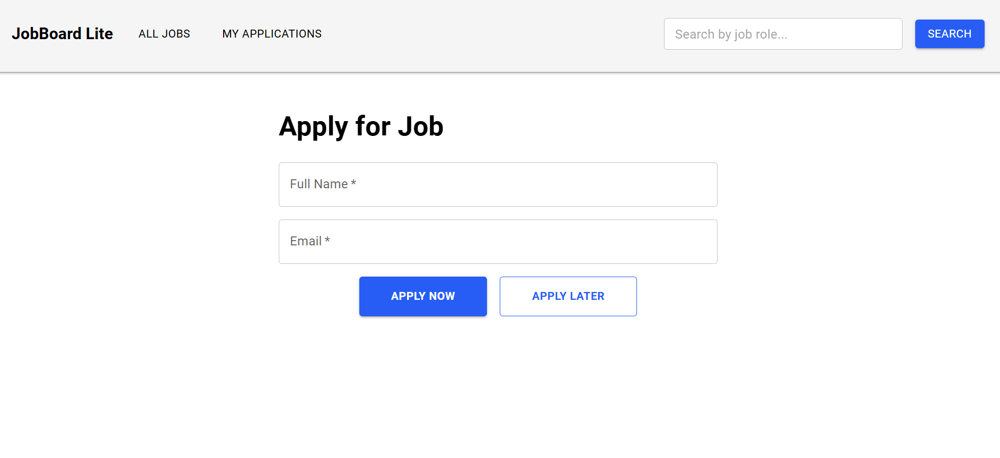 JobBoard Lite ALL JOBS MY APPLICATIONS Search by job role... SEARCH
Apply for Job
Full Name *
Email *
APPLY NOW APPLY LATER